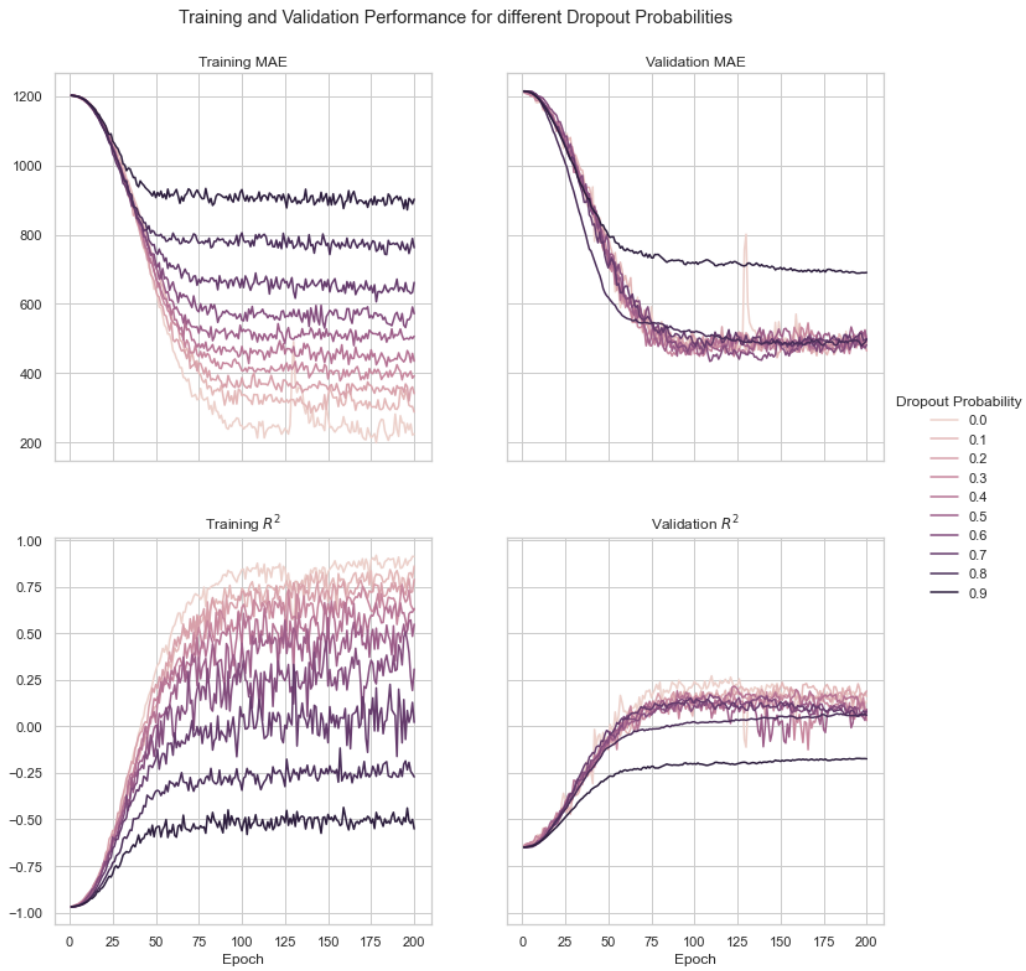 Training and Validation Performance for different Dropout Probabilities
Training MAE
Validation MAE
1200
1000
800
600
400
200
Dropout Probability
0.0
0.1
0.2
0.3
0.4
0.5
0.6
0.7
0.8
0.9
Training R²
Validation R²
1.00
0.75
0.50
0.25
0.00
−0.25
−0.50
−0.75
−1.00
0 25 50 75 100 125 150 175 200
0 25 50 75 100 125 150 175 200
Epoch
Epoch